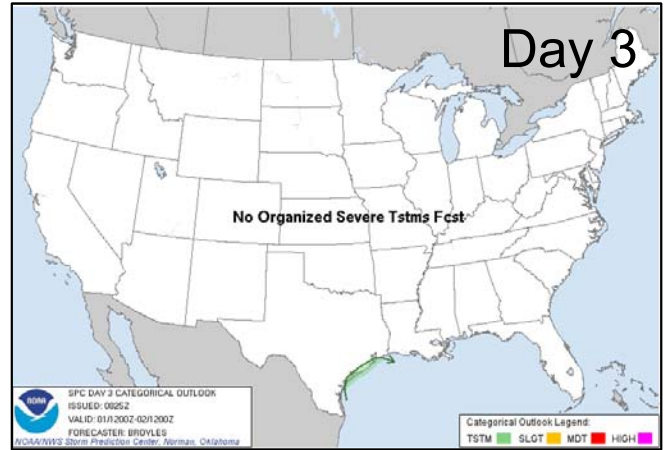 Day 3
No Organized Severe Tstms Fcst
NOAA
SPC DAY 3 CATEGORICAL OUTLOOK
ISSUED: 0825Z
VALID: 01/1200Z-02/1200Z
FORECASTER: BROYLES
NOAA/NWS Storm Prediction Center, Norman, Oklahoma
Categorical Outlook Legend:
TSTM SLGT MDT HIGH